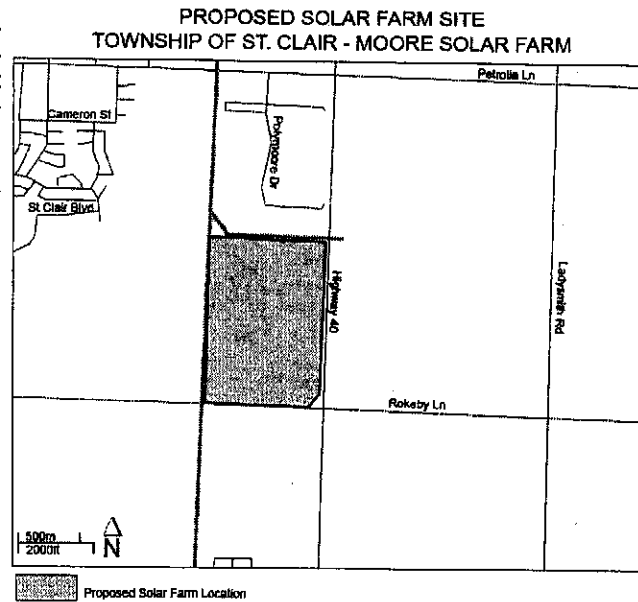 PROPOSED SOLAR FARM SITE
TOWNSHIP OF ST. CLAIR - MOORE SOLAR FARM
Petrolia Ln
Cameron St
Polymoore Dr
St Clair Blvd
Highway 40
Ladysmith Rd
Rokeby Ln
500m
2000ft
N
Proposed Solar Farm Location